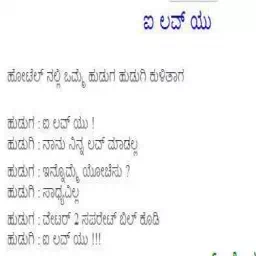 ಐ ಲವ್ ಯು
ಹೋಟೆಲ್ ನಲ್ಲಿ ಒಮ್ಮೆ ಹುಡುಗ ಹುಡುಗಿ ಕುಳಿತಾಗ
ಹುಡುಗ : ಐ ಲವ್ ಯು !
ಹುಡುಗಿ : ನಾನು ನಿನ್ನ ಲವ್ ಮಾಡಲ್ಲ
ಹುಡುಗ : ಇನ್ನೊಮ್ಮೆ ಯೋಚಿಸು ?
ಹುಡುಗಿ : ಸಾಧ್ಯವಿಲ್ಲ
ಹುಡುಗ : ವೇಟರ್ 2 ಸಪರೇಟ್ ಬಿಲ್ ಕೊಡಿ
ಹುಡುಗಿ : ಐ ಲವ್ ಯು !!!